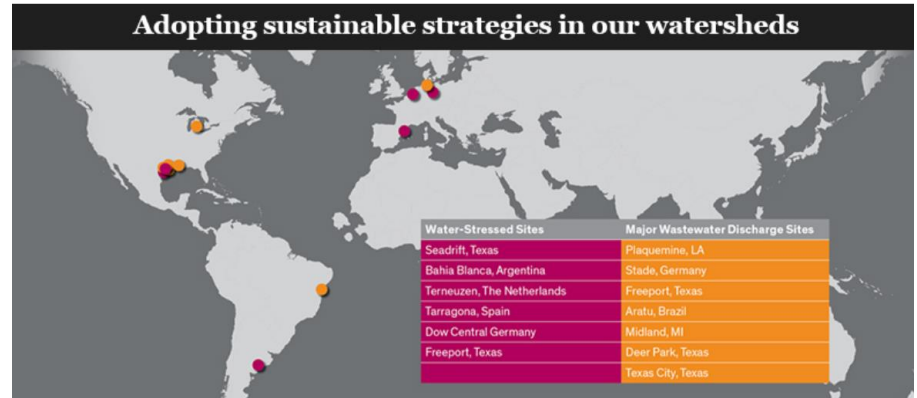 Adopting sustainable strategies in our watersheds
Water-Stressed Sites Major Wastewater Discharge Sites
Seadrift, Texas Plaquemine, LA
Bahia Blanca, Argentina Stade, Germany
Terneuzen, The Netherlands Freeport, Texas
Tarragona, Spain Aratu, Brazil
Dow Central Germany Midland, MI
Freeport, Texas Deer Park, Texas
Texas City, Texas